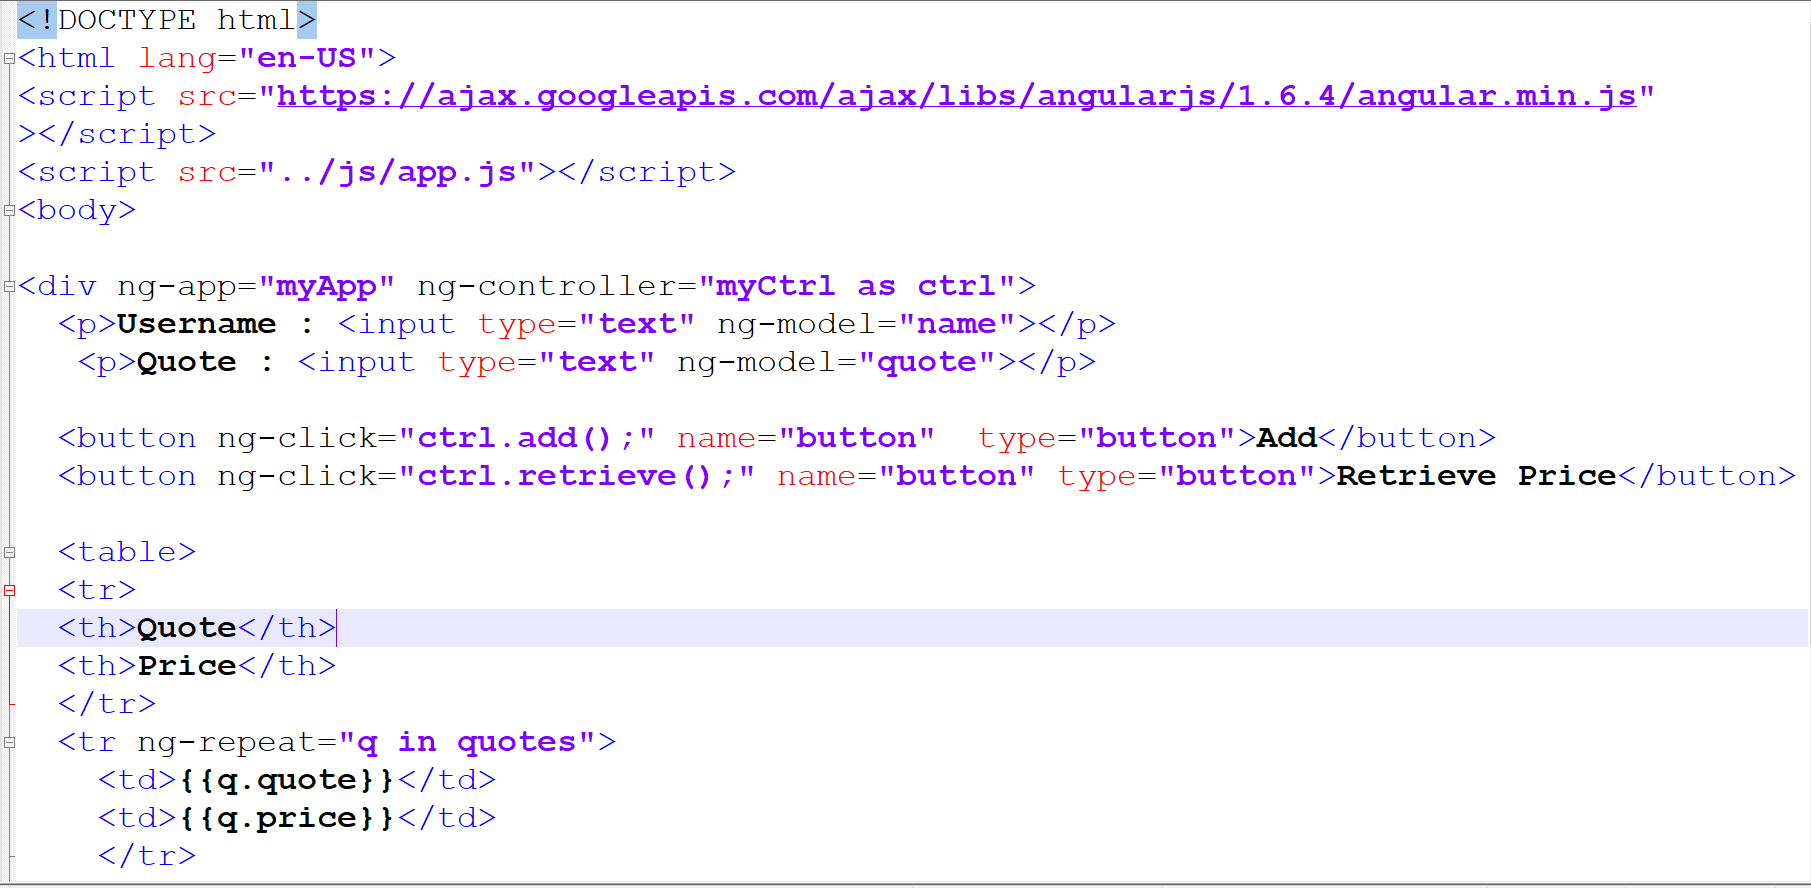 <!DOCTYPE html>
<html lang="en-US">
<script src="https://ajax.googleapis.com/ajax/libs/angularjs/1.6.4/angular.min.js"
></script>
<script src="../js/app.js"></script>
<body>
<div ng-app="myApp" ng-controller="myCtrl as ctrl">
<p>Username : <input type="text" ng-model="name"></p>
<p>Quote : <input type="text" ng-model="quote"></p>
<button ng-click="ctrl.add();" name="button"  type="button">Add</button>
<button ng-click="ctrl.retrieve();" name="button" type="button">Retrieve Price</button>
<table>
<tr>
<th>Quote</th>
<th>Price</th>
</tr>
<tr ng-repeat="q in quotes">
<td>{{q.quote}}</td>
<td>{{q.price}}</td>
</tr>